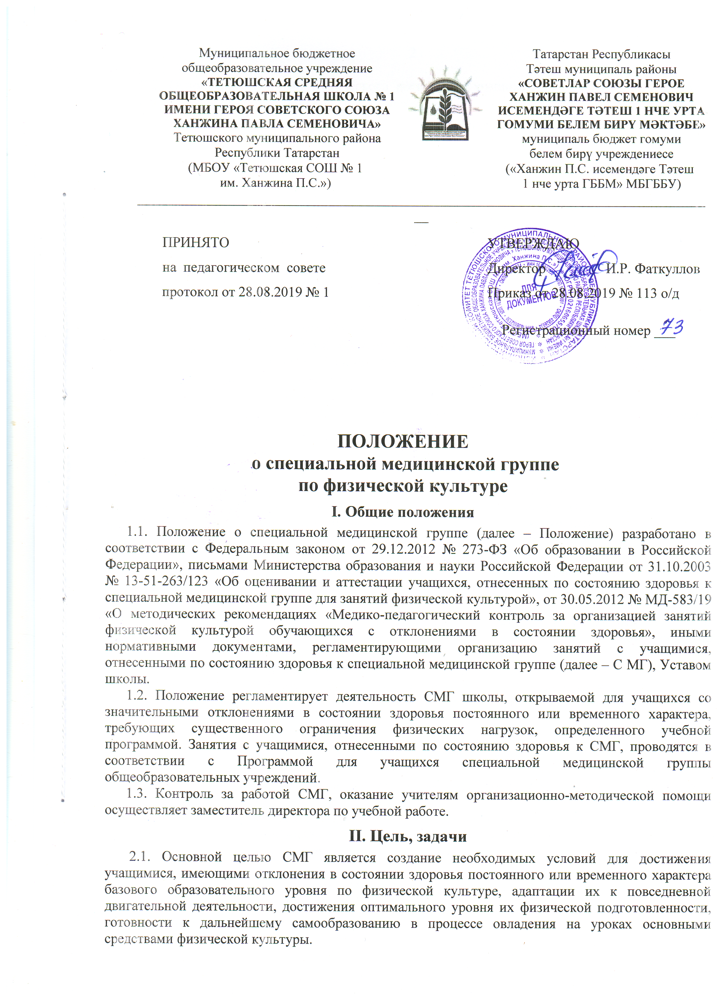 Муниципальное бюджетное
общеобразовательное учреждение
«ТЕТЮШСКАЯ СРЕДНЯЯ
ОБЩЕОБРАЗОВАТЕЛЬНАЯ ШКОЛА № 1
ИМЕНИ ГЕРОЯ СОВЕТСКОГО СОЮЗА
ХАНЖИНА ПАВЛА СЕМЕНОВИЧА»
Тетюшского муниципального района
Республики Татарстан
(МБОУ «Тетюшская СОШ № 1
им. Ханжина П.С.»)
Татарстан Республикасы
Тәтеш муниципаль районы
«СОВЕТЛАР СОЮЗЫ ГЕРОЕ
ХАНЖИН ПАВЕЛ СЕМЕНОВИЧ
ИСЕМЕНДӘГЕ ТӘТЕШ 1 НЧЕ УРТА
ГОМУМИ БЕЛЕМ БИРҮ МӘКТӘБЕ»
муниципаль бюджет гомуми
белем бирү учреждениесе
(«Ханжин П.С. исемендәге Тәтеш
1 нче урта ГББМ» МБГББУ)
ПРИНЯТО
на педагогическом совете
протокол от 28.08.2019 № 1
УТВЕРЖДАЮ
Директор И.Р. Фаткуллов
Приказ от 28.08.2019 № 113 о/д
Регистрационный номер 73
ДЛЯ
ДОКУМЕНТОВ
ПОЛОЖЕНИЕ
о специальной медицинской группе
по физической культуре
I. Общие положения
1.1. Положение о специальной медицинской группе (далее – Положение) разработано в
соответствии с Федеральным законом от 29.12.2012 № 273-ФЗ «Об образовании в Российской
Федерации», письмами Министерства образования и науки Российской Федерации от 31.10.2003
№ 13-51-263/123 «Об оценивании и аттестации учащихся, отнесенных по состоянию здоровья к
специальной медицинской группе для занятий физической культурой», от 30.05.2012 № МД-583/19
«О методических рекомендациях «Медико-педагогический контроль за организацией занятий
физической культурой обучающихся с отклонениями в состоянии здоровья», иными
нормативными документами, регламентирующими организацию занятий с учащимися,
отнесенными по состоянию здоровья к специальной медицинской группе (далее – С МГ), Уставом
школы.
1.2. Положение регламентирует деятельность СМГ школы, открываемой для учащихся со
значительными отклонениями в состоянии здоровья постоянного или временного характера,
требующих существенного ограничения физических нагрузок, определенного учебной
программой. Занятия с учащимися, отнесенными по состоянию здоровья к СМГ, проводятся в
соответствии с Программой для учащихся специальной медицинской группы
общеобразовательных учреждений.
1.3. Контроль за работой СМГ, оказание учителям организационно-методической помощи
осуществляет заместитель директора по учебной работе.
II. Цель, задачи
2.1. Основной целью СМГ является создание необходимых условий для достижения
учащимися, имеющими отклонения в состоянии здоровья постоянного или временного характера
базового образовательного уровня по физической культуре, адаптации их к повседневной
двигательной деятельности, достижения оптимального уровня их физической подготовленности,
готовности к дальнейшему самообразованию в процессе овладения на уроках основными
средствами физической культуры.